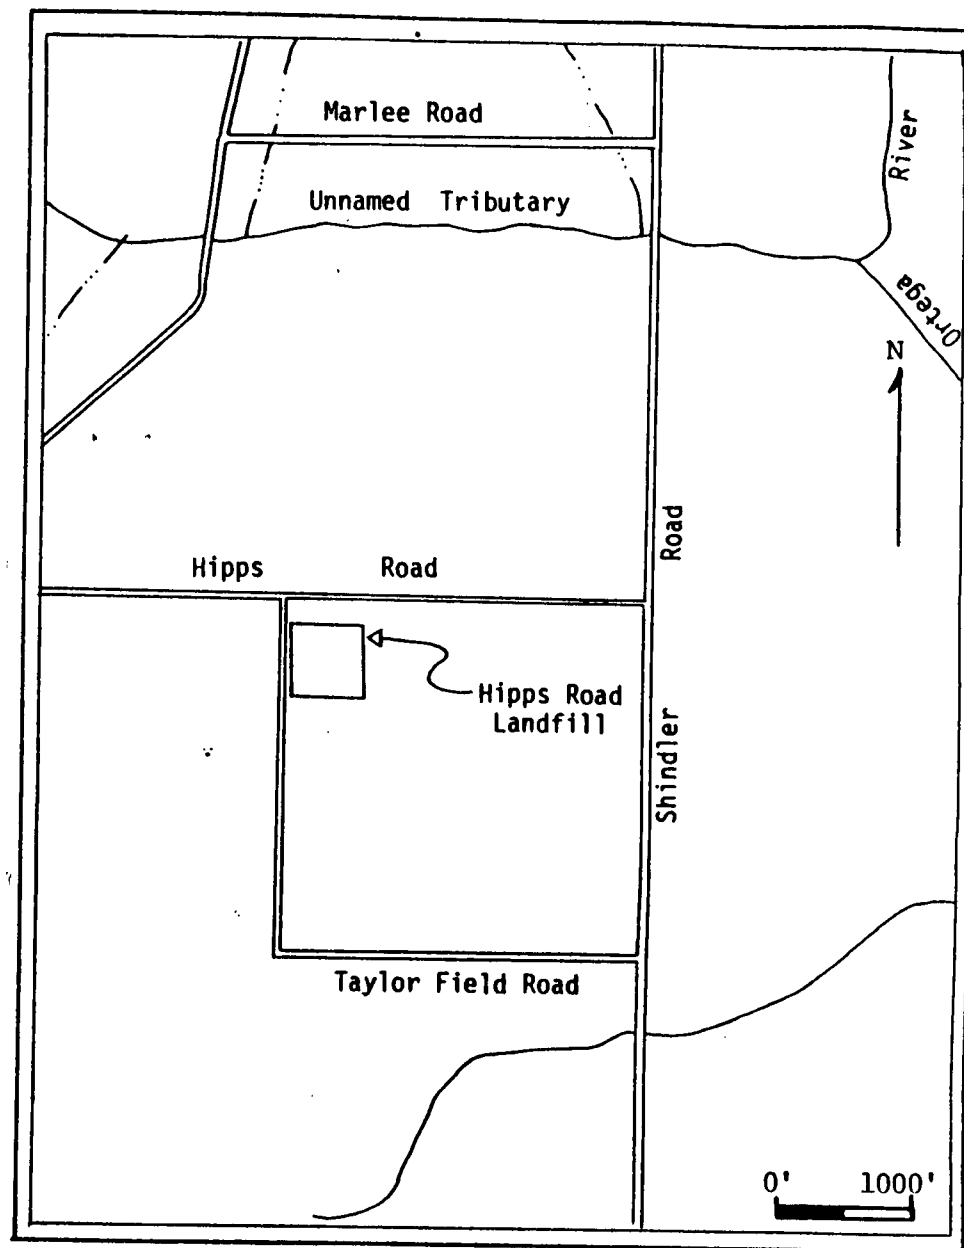 Marlee Road
River
Unnamed Tributary
Ortega
N
Road
Hipps Road
Hipps Road
Landfill
Shindler
Taylor Field Road
0' 1000'